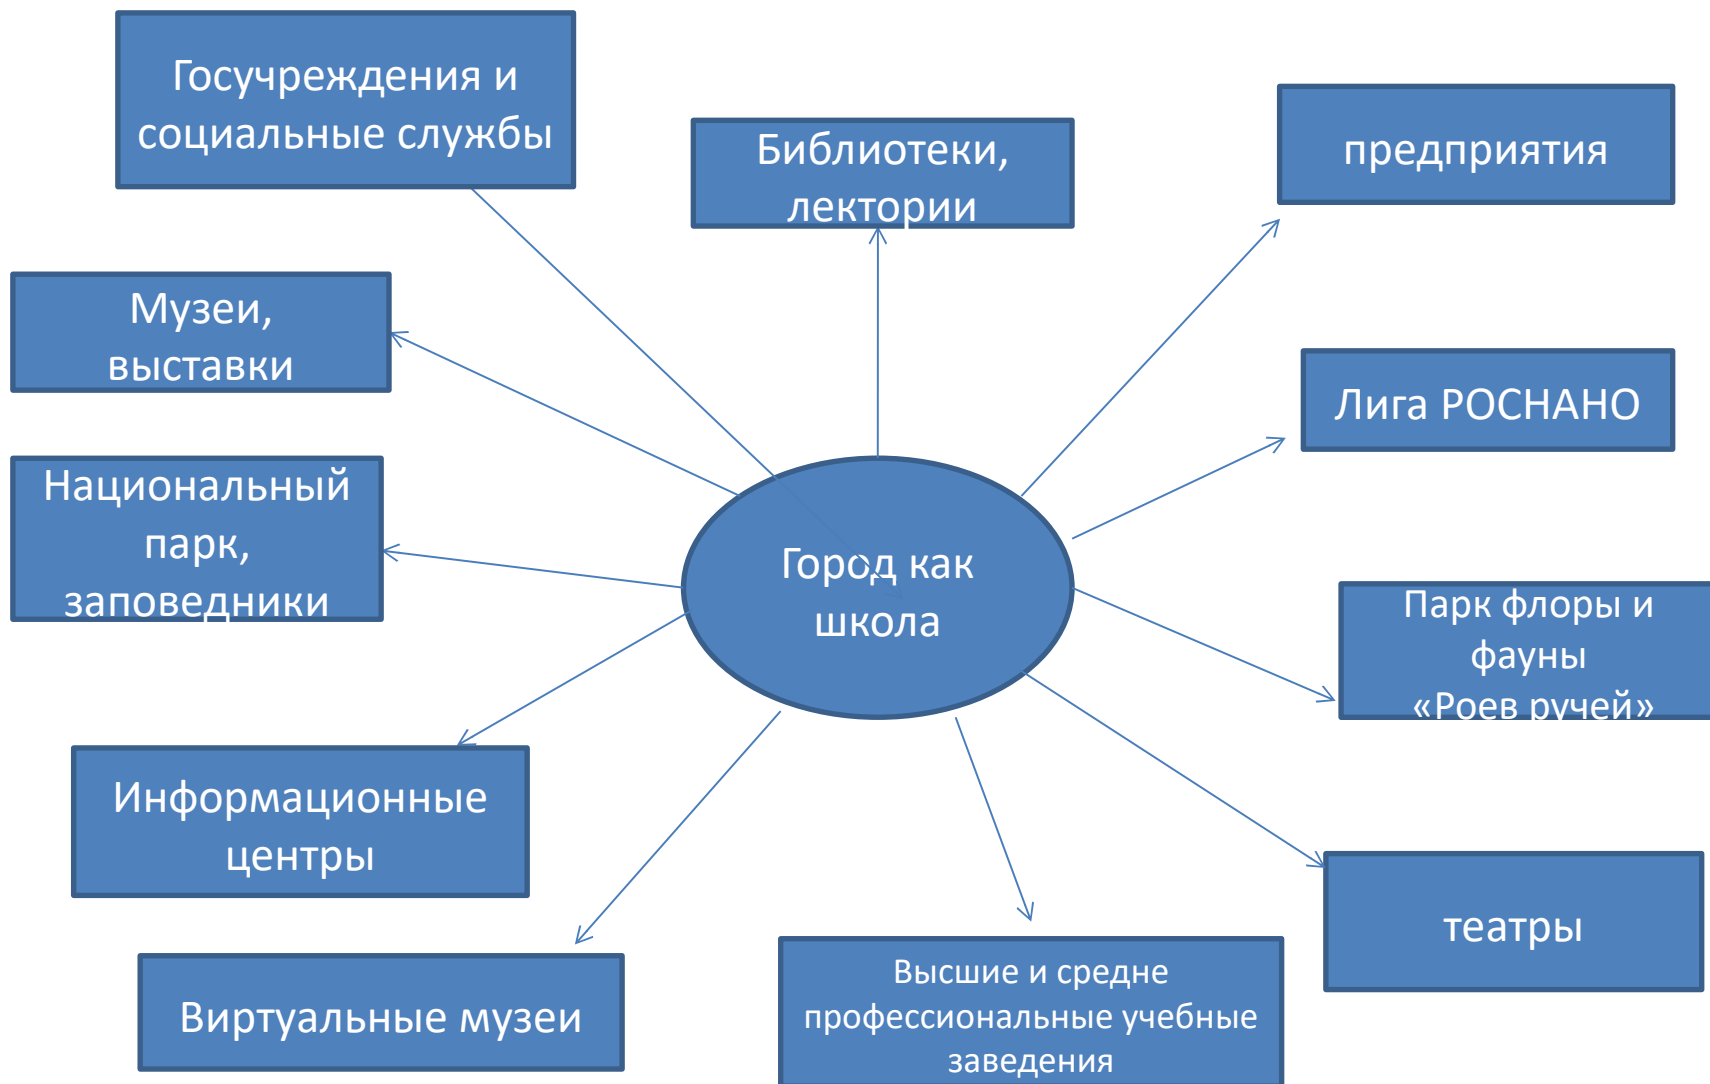 Госучреждения и
социальные службы
Библиотеки,
лектории
предприятия
Музеи,
выставки
Лига РОСНАНО
Национальный
парк,
заповедники
Город как
школа
Парк флоры и
фауны
«Роев ручей»
Информационные
центры
театры
Виртуальные музеи
Высшие и средне
профессиональные учебные
заведения